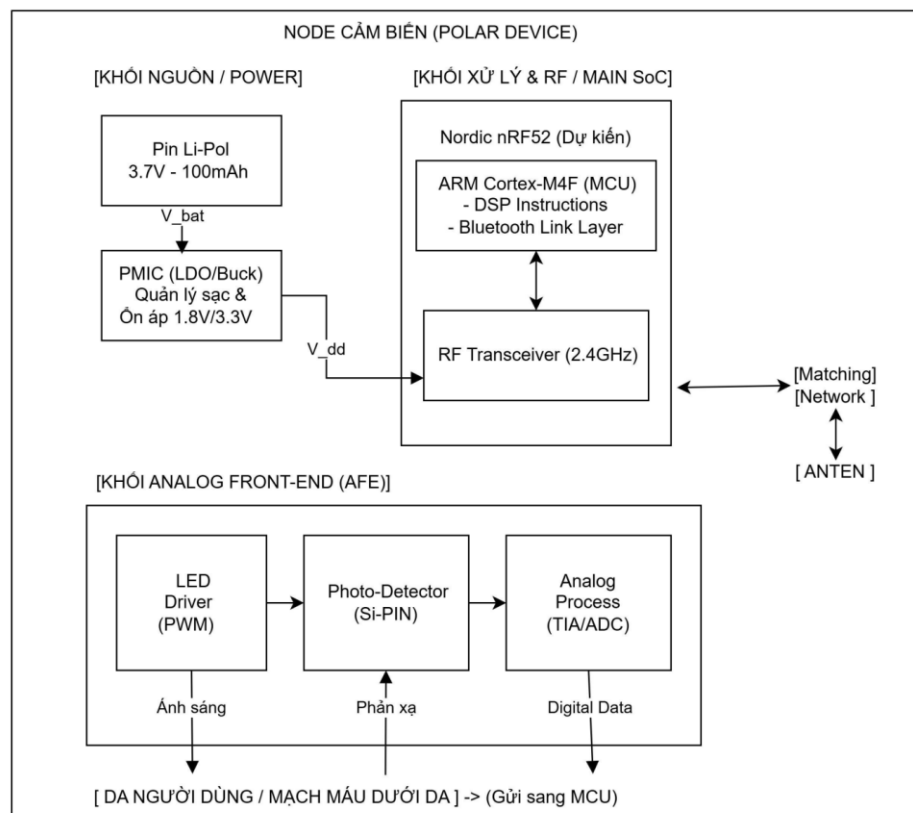 NODE CẢM BIẾN (POLAR DEVICE)
[KHỐI NGUỒN / POWER]
Pin Li-Pol
3.7V - 100mAh
V_bat
PMIC (LDO/Buck)
Quản lý sạc &
Ổn áp 1.8V/3.3V
V_dd
[KHỐI XỬ LÝ & RF / MAIN SoC]
Nordic nRF52 (Dự kiến)
ARM Cortex-M4F (MCU)
- DSP Instructions
- Bluetooth Link Layer
RF Transceiver (2.4GHz)
[Matching]
[Network ]
[ ANTEN ]
[KHỐI ANALOG FRONT-END (AFE)]
LED
Driver
(PWM)
Photo-Detector
(Si-PIN)
Analog
Process
(TIA/ADC)
Ánh sáng
Phản xạ
Digital Data
[ DA NGƯỜI DÙNG / MẠCH MÁU DƯỚI DA ] -> (Gửi sang MCU)